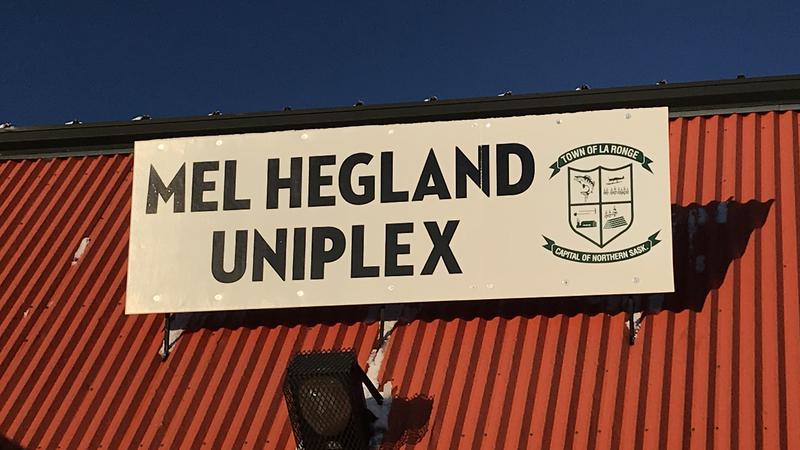 MEL HEGLAND
UNIPLEX
TOWN OF LA RONGE
CAPITAL OF NORTHERN SASK.